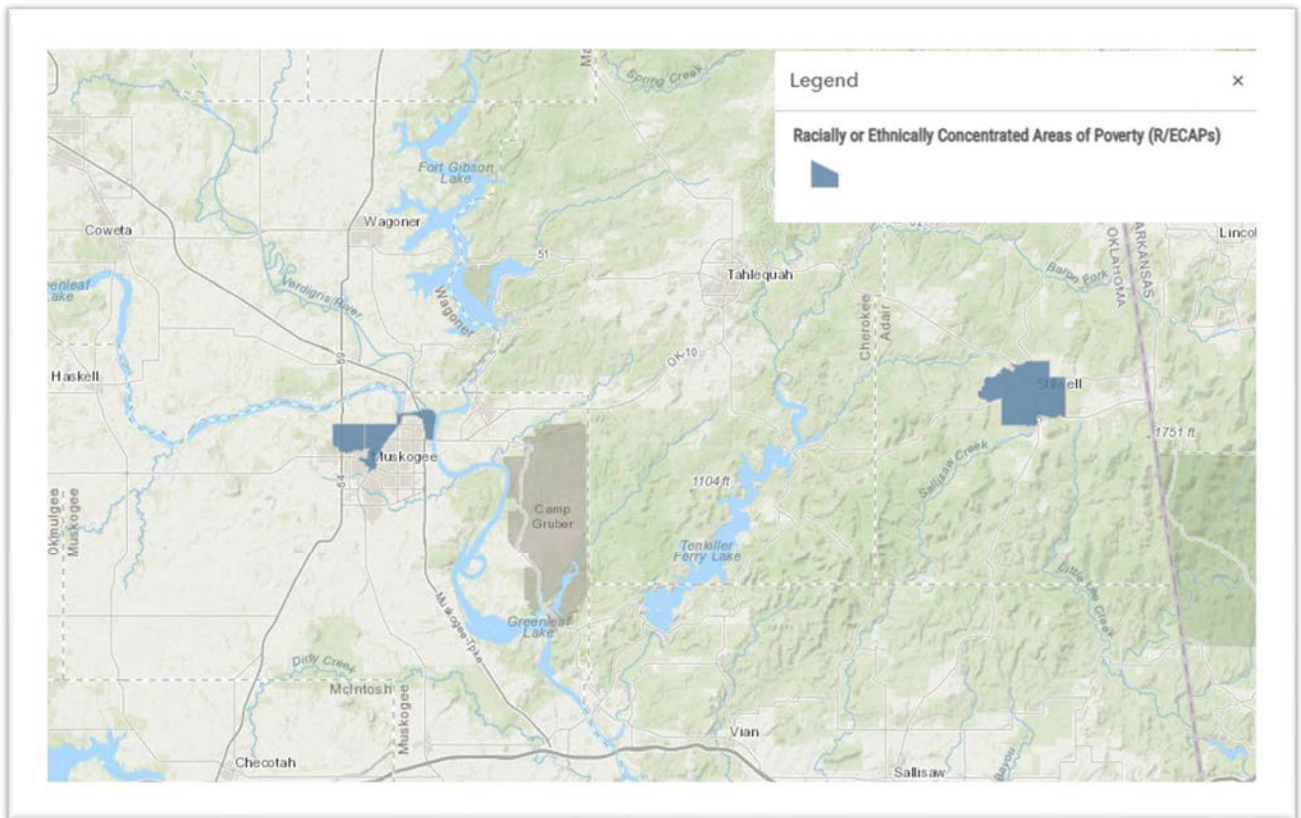 Legend ×
Racially or Ethnically Concentrated Areas of Poverty (R/ECAPs)
Spring Creek
Ma
Fort Gibson
Lake
Wagoner
Coweta
51
Lincol
ARKANSAS
OKLAHOMA
Tahlequah
Baron Fork
Verdigris River
Wagoner
Lake
Cherokee
Adair
69
OK-10
Haskell
Muskogee
1751 ft
64
Sallisaw Creek
1104 ft
Camp
Gruber
Okmulgee
Muskogee
Tenkiller
Ferry Lake
Little Lee Creek
Greenleaf
Lake
Muskogee-Tpke
Dirty Creek
McIntosh
Muskogee
Vian
Checotah
Sallisaw
Bayou